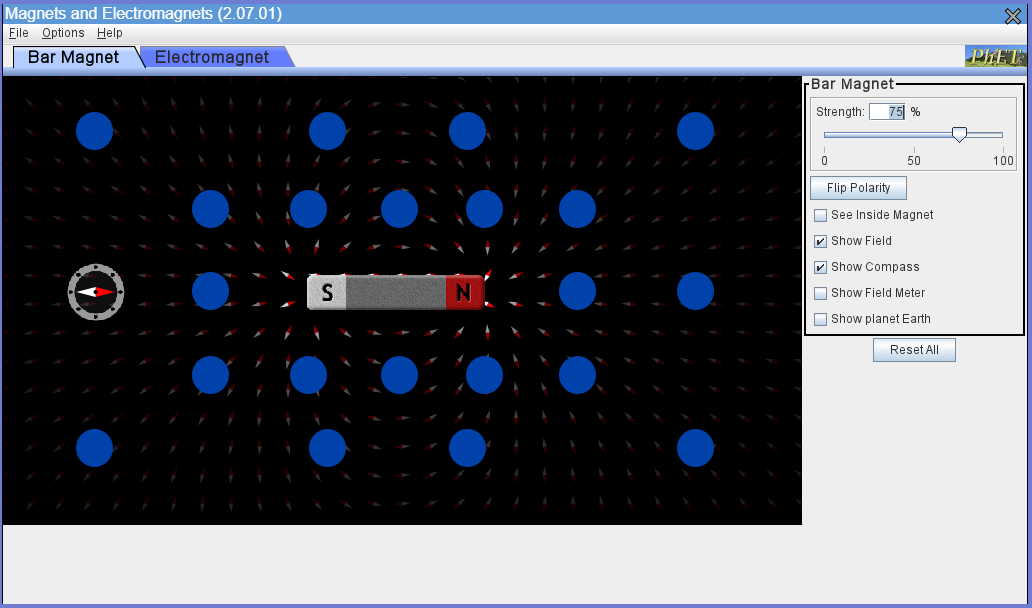 Magnets and Electromagnets (2.07.01)
File Options Help
Bar Magnet Electromagnet
PhET
Bar Magnet
Strength: 75 %
0 50 100
Flip Polarity
See Inside Magnet
Show Field
Show Compass
Show Field Meter
Show planet Earth
Reset All
S N